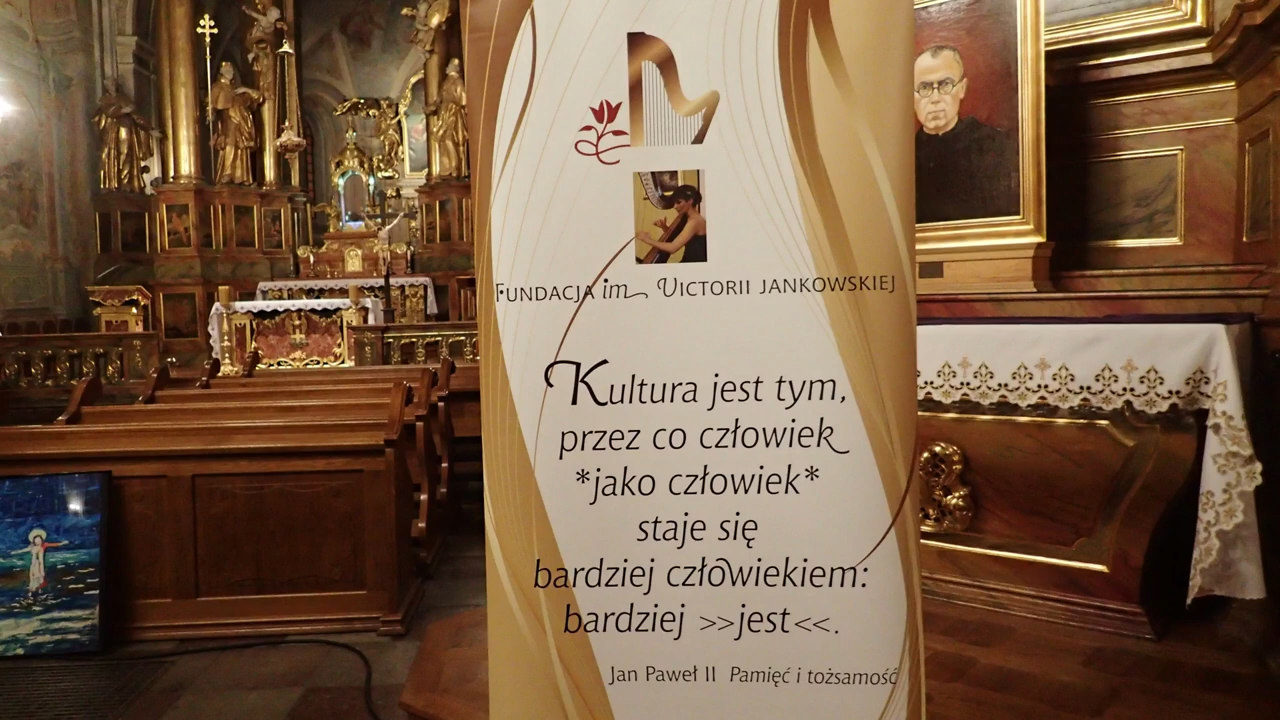 Fundacja im. Victorii Jankowskiej
Kultura jest tym,
przez co człowiek
*jako człowiek*
staje się
bardziej człowiekiem:
bardziej >>jest<<.
Jan Paweł II Pamięć i tożsamość